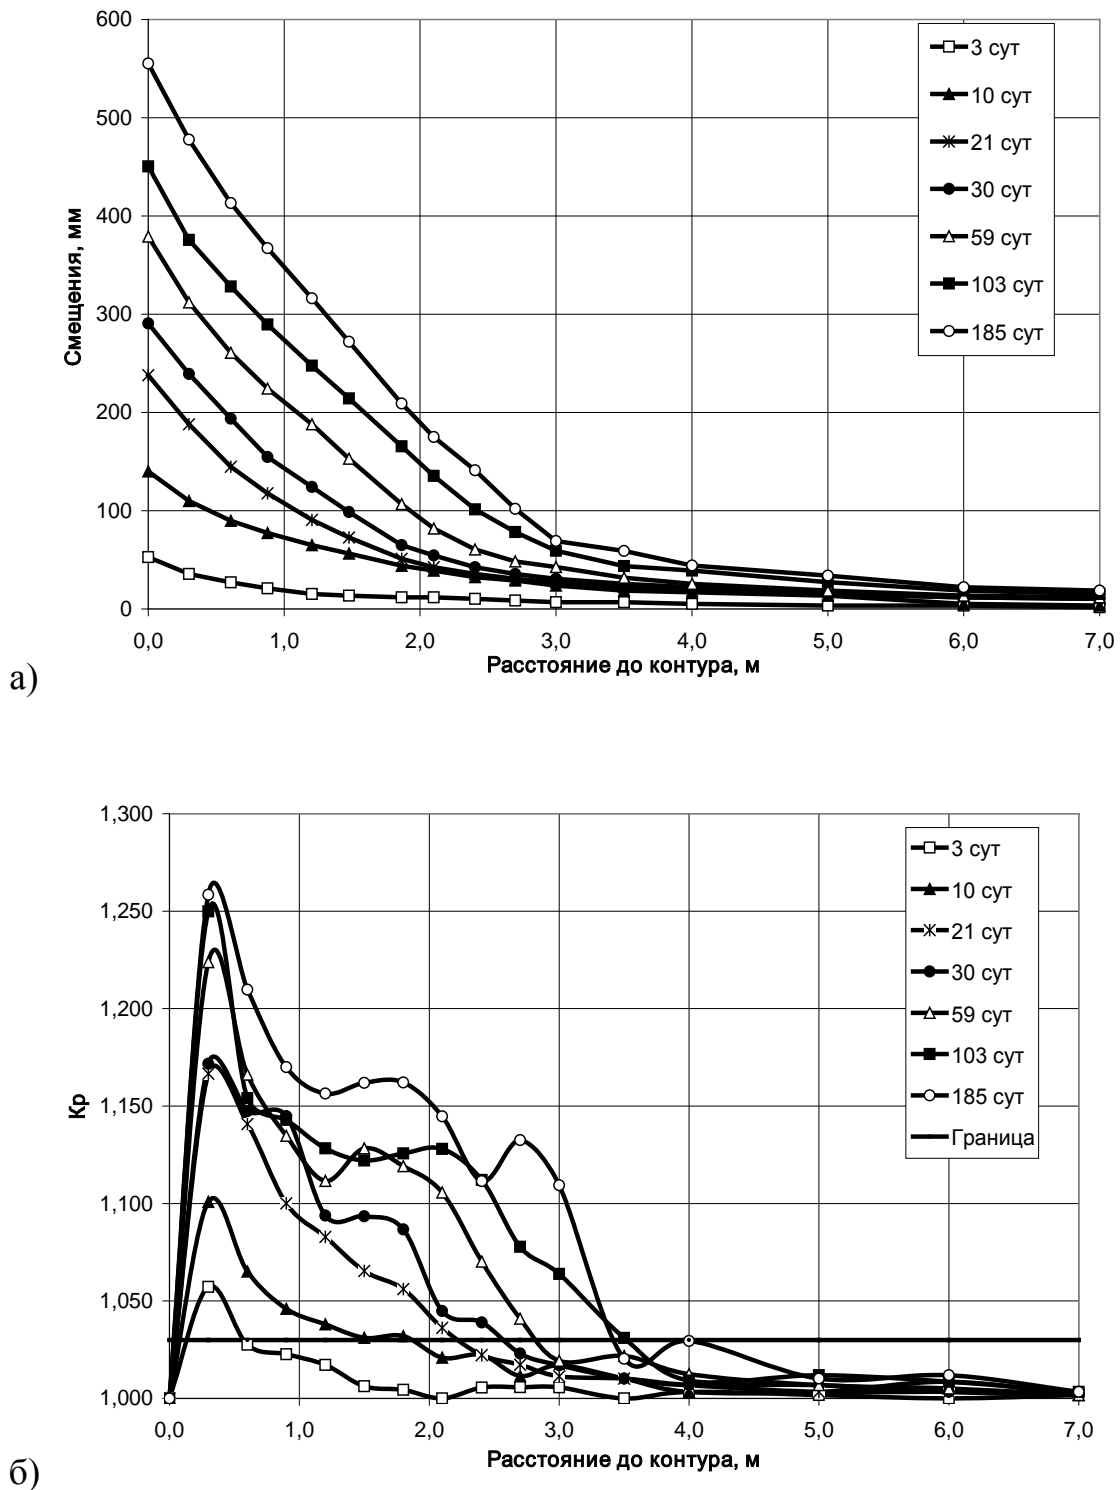 600
500
400
300
200
100
0
Смещения, мм
0,0 1,0 2,0 3,0 4,0 5,0 6,0 7,0
Расстояние до контура, м
3 сут
10 сут
21 сут
30 сут
59 сут
103 сут
185 сут
а)
1,300
1,250
1,200
1,150
1,100
1,050
1,000
Кр
0,0 1,0 2,0 3,0 4,0 5,0 6,0 7,0
Расстояние до контура, м
3 сут
10 сут
21 сут
30 сут
59 сут
103 сут
185 сут
Граница
б)